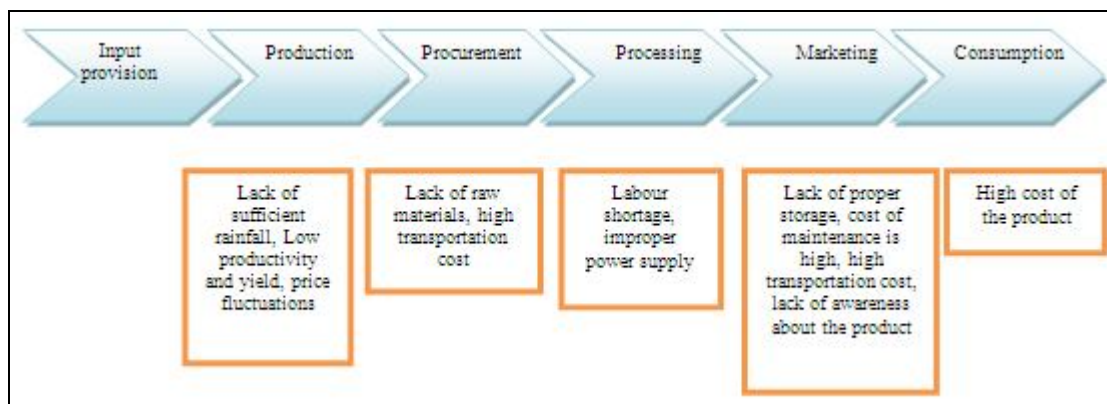 Input
provision
Production
Procurement
Processing
Marketing
Consumption
Lack of
sufficient
rainfall, Low
productivity
and yield, price
fluctuations
Lack of raw
materials, high
transportation
cost
Labour
shortage,
improper
power supply
Lack of proper
storage, cost of
maintenance is
high, high
transportation cost,
lack of awareness
about the product
High cost of
the product